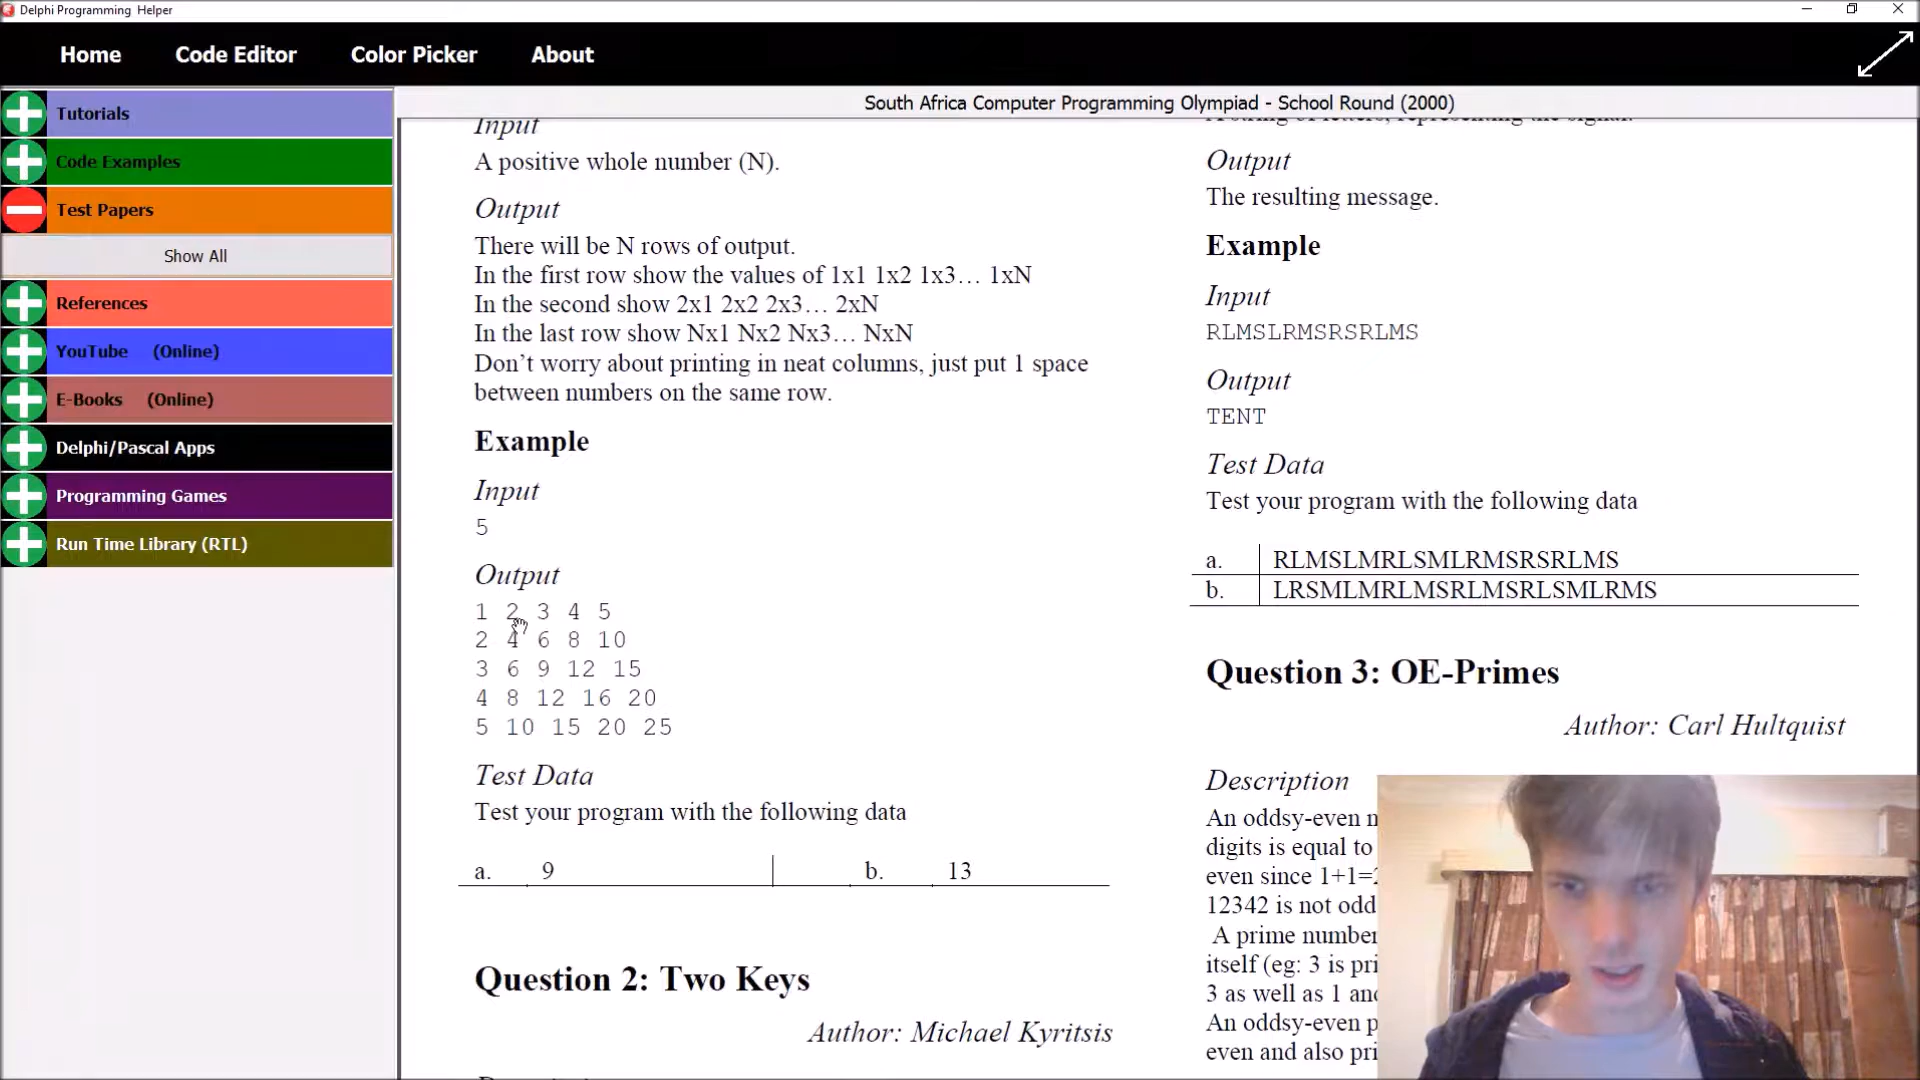 Delphi Programming Helper
Home Code Editor Color Picker About
Tutorials
Code Examples
Test Papers
Show All
References
YouTube (Online)
E-Books (Online)
Delphi/Pascal Apps
Programming Games
Run Time Library (RTL)
South Africa Computer Programming Olympiad - School Round (2000)
Input
A positive whole number (N).
Output
There will be N rows of output.
In the first row show the values of 1x1 1x2 1x3… 1xN
In the second show 2x1 2x2 2x3… 2xN
In the last row show Nx1 Nx2 Nx3… NxN
Don’t worry about printing in neat columns, just put 1 space
between numbers on the same row.
Example
Input
5
Output
1 2 3 4 5
2 4 6 8 10
3 6 9 12 15
4 8 12 16 20
5 10 15 20 25
Test Data
Test your program with the following data
a. 9 b. 13
Question 2: Two Keys
Author: Michael Kyritsis
A string of letters, representing the signal.
Output
The resulting message.
Example
Input
RLMSLRMSRSRLMS
Output
TENT
Test Data
Test your program with the following data
a. RLMSLMRLSMLRMSRSRLMS
b. LRSMLMRLMSRLMSRLSMLRMS
Question 3: OE-Primes
Author: Carl Hultquist
Description
An oddsy-even
digits is equal to
even since 1+1=
12342 is not odd
A prime number
itself (eg: 3 is pri
3 as well as 1 and
An oddsy-even p
even and also pri